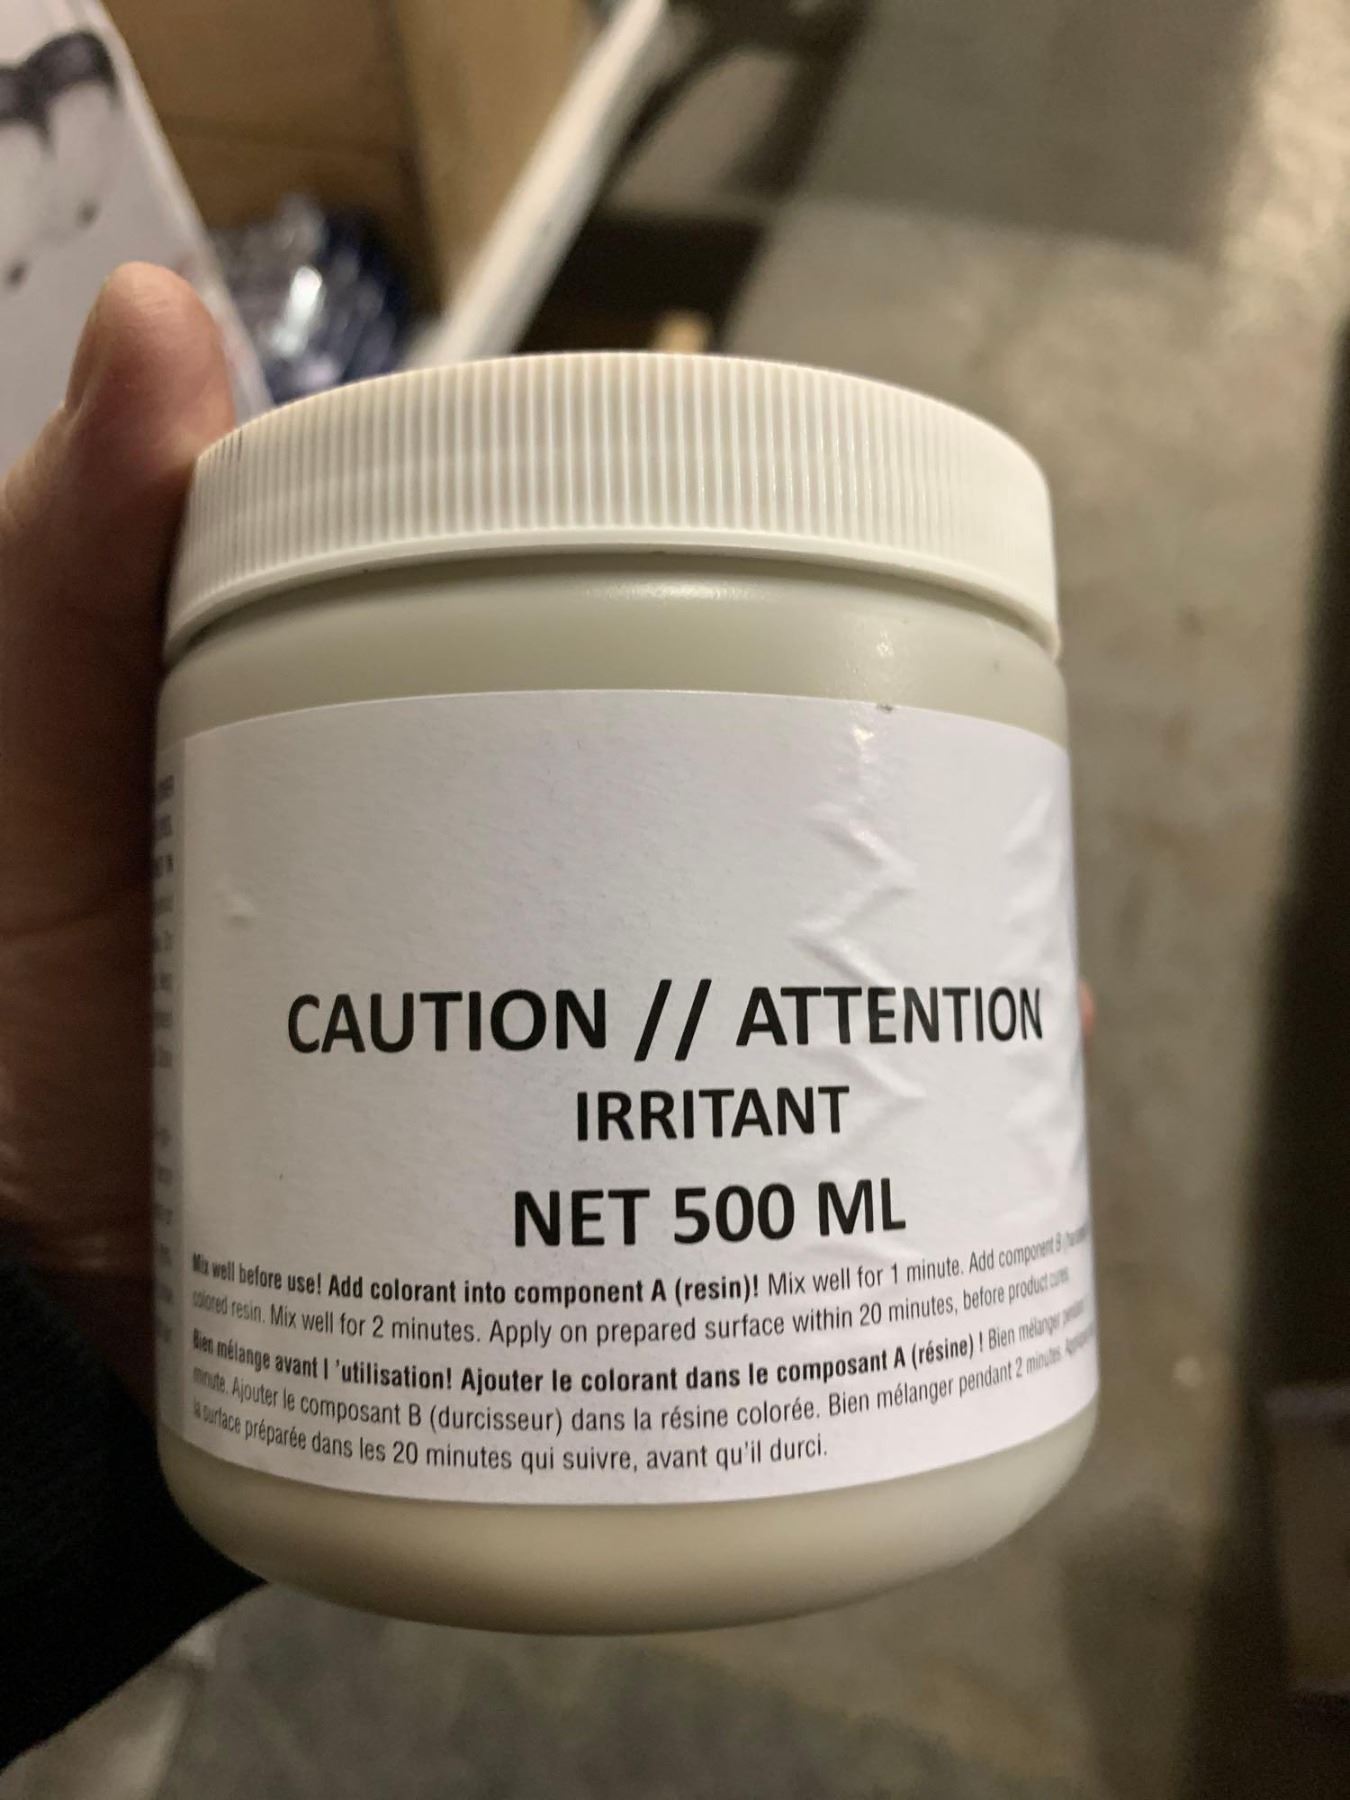 CAUTION // ATTENTION
IRRITANT
NET 500 ML
Mix well before use! Add colorant into component A (resin)! Mix well for 1 minute. Add component B
colored resin. Mix well for 2 minutes. Apply on prepared surface within 20 minutes, before product cures.
Bien mélange avant l 'utilisation! Ajouter le colorant dans le composant A (résine) ! Bien mélanger pendant
minute. Ajouter le composant B (durcisseur) dans la résine colorée. Bien mélanger pendant 2 minutes.
la surface préparée dans les 20 minutes qui suivre, avant qu'il durci.